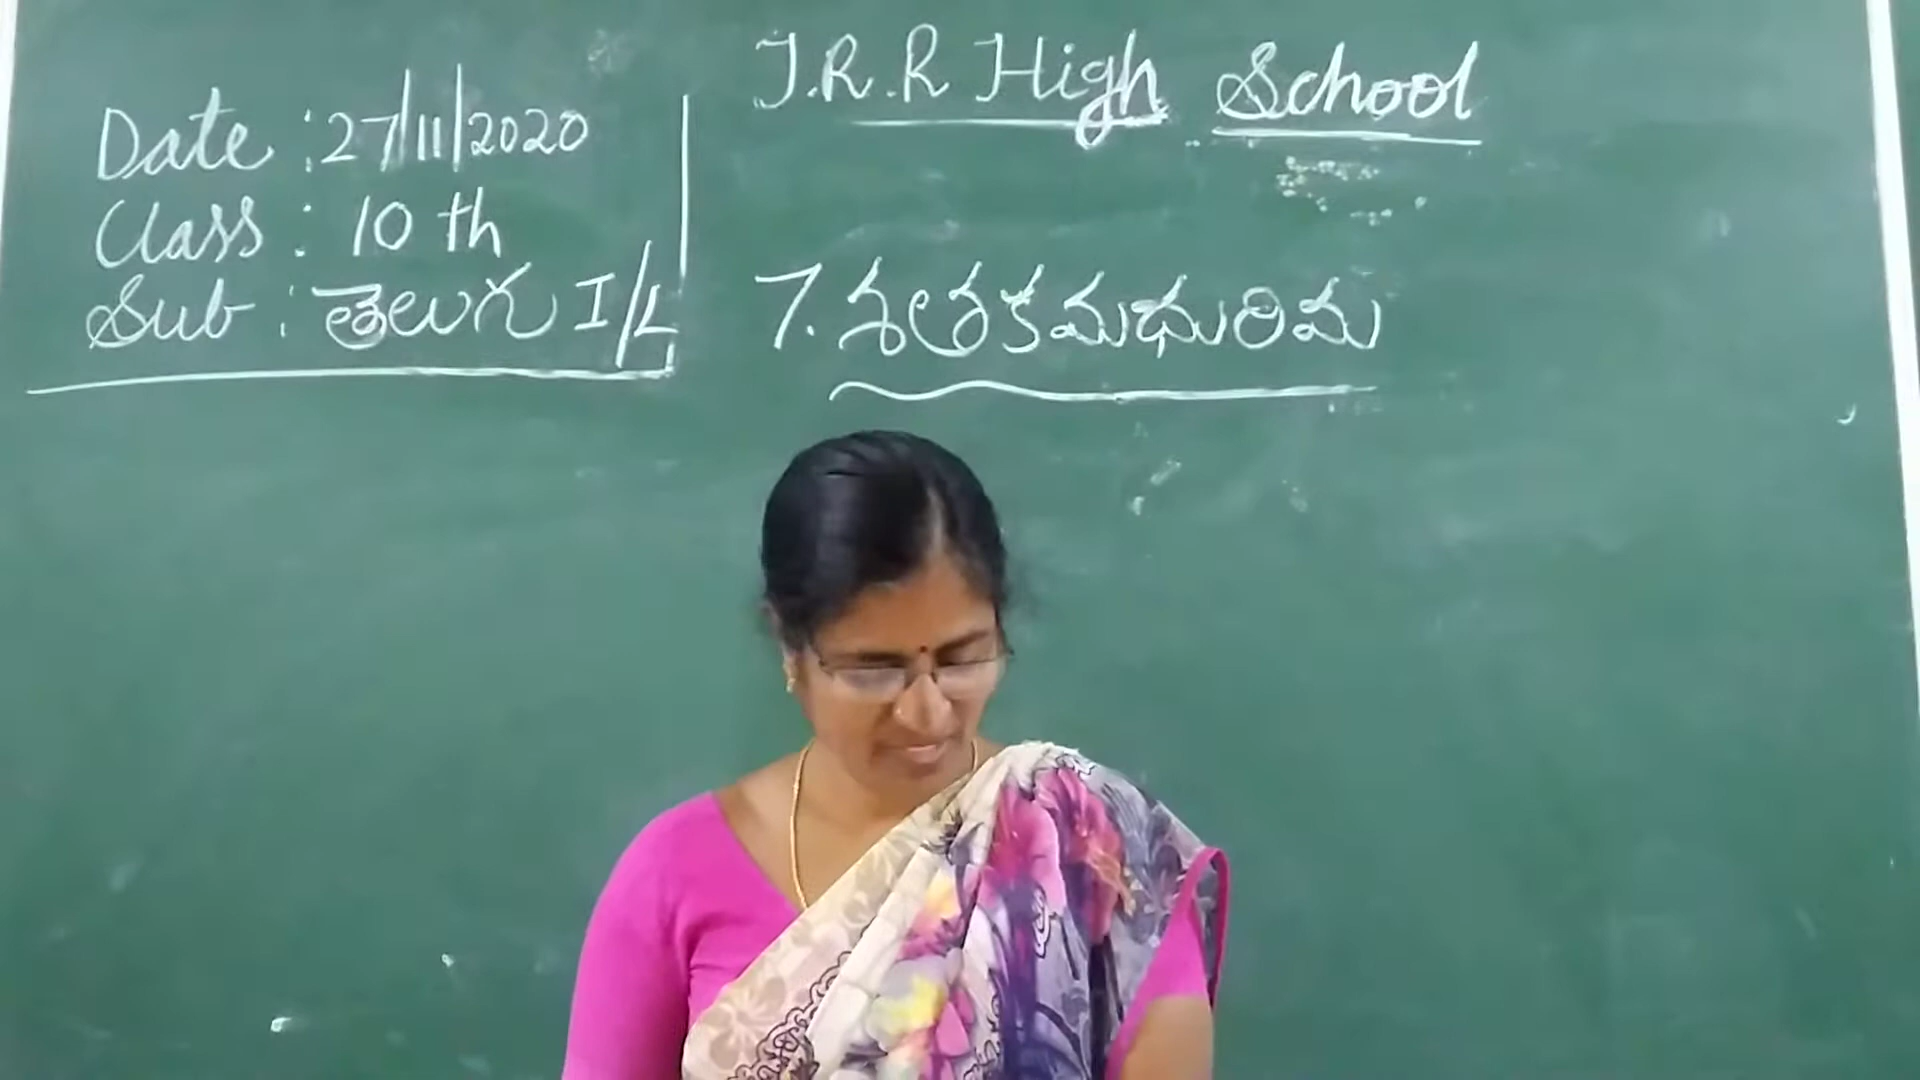 J.R.R High School
Date : 27/11/2020
Class : 10 th
Sub : తెలుగు I/L
7. శతకమధురిమ